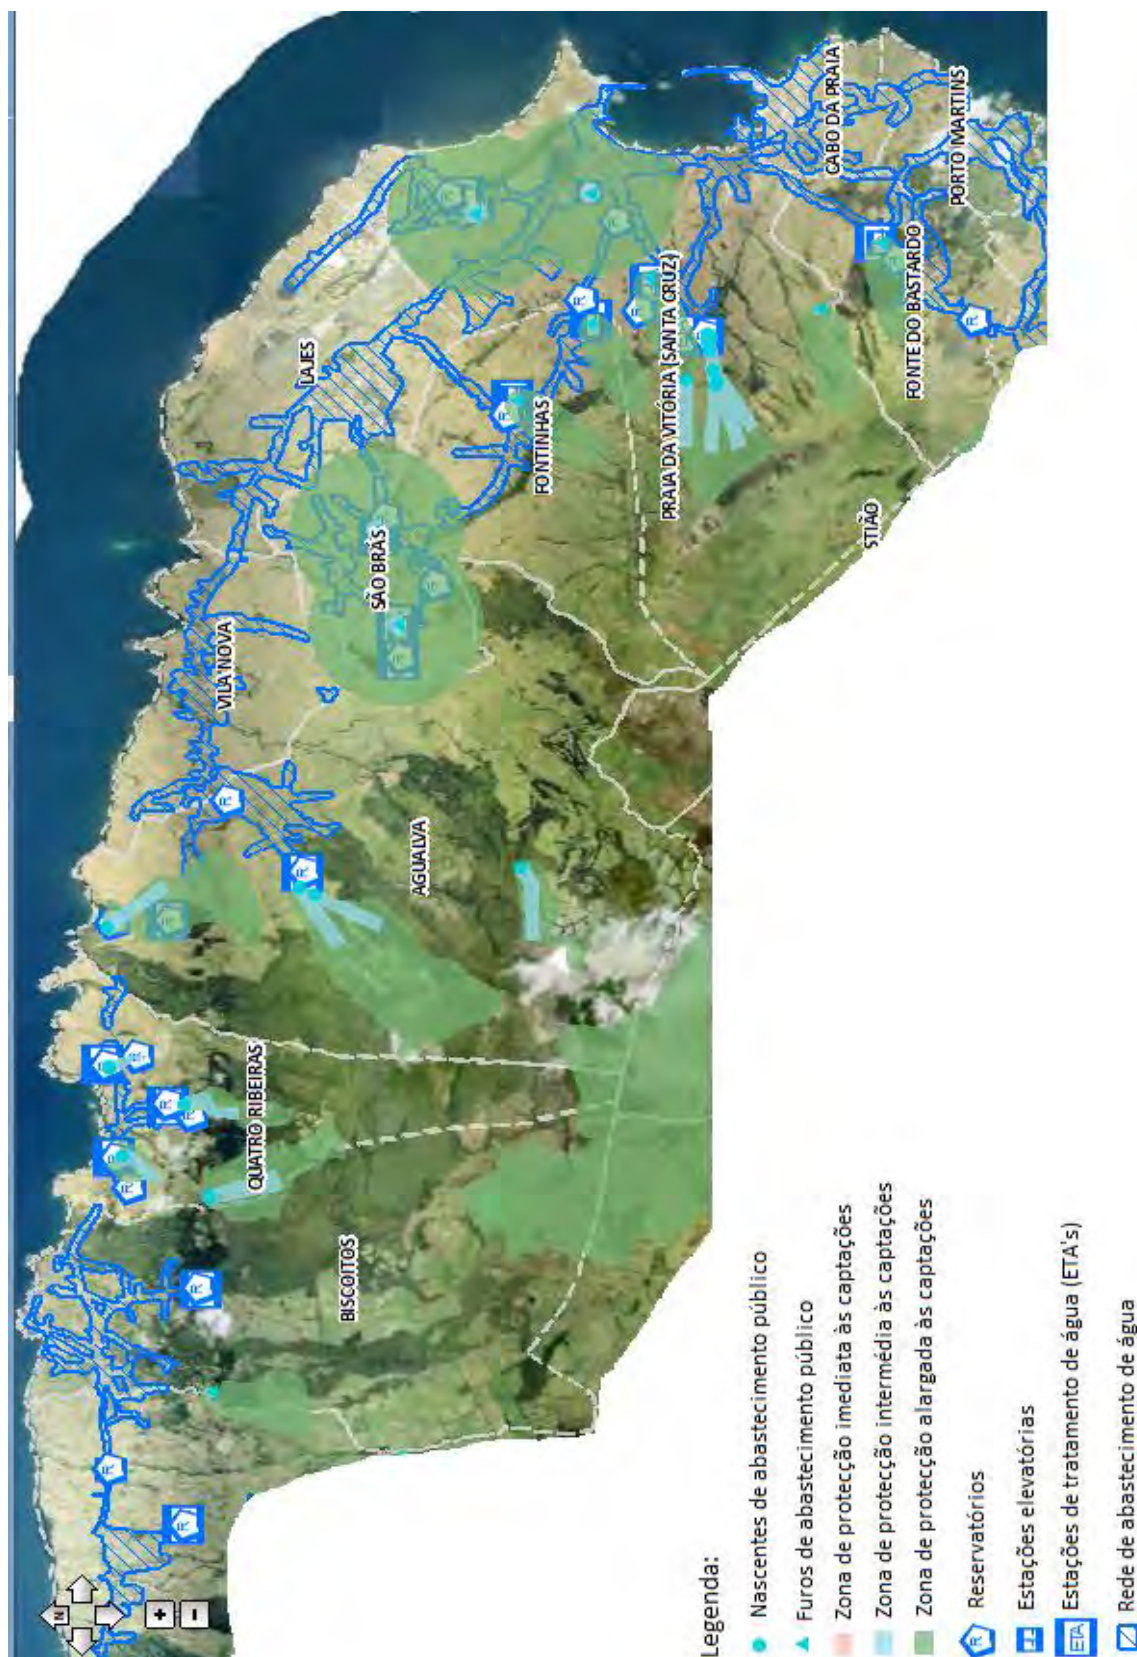 N
+
−
BISCOITOS
QUATRO RIBEIRAS
AGUALVA
VILA NOVA
SÃO BRÁS
LAJES
FONTINHAS
PRAIA DA VITÓRIA (SANTA CRUZ)
STIÃO
FONTE DO BASTARDO
CABO DA PRAIA
PORTO MARTINS
Legenda:
Nascentes de abastecimento público
Furos de abastecimento público
Zona de protecção imediata às captações
Zona de protecção intermédia às captações
Zona de protecção alargada às captações
R Reservatórios
Estações elevatórias
ETA Estações de tratamento de água (ETA's)
Rede de abastecimento de água